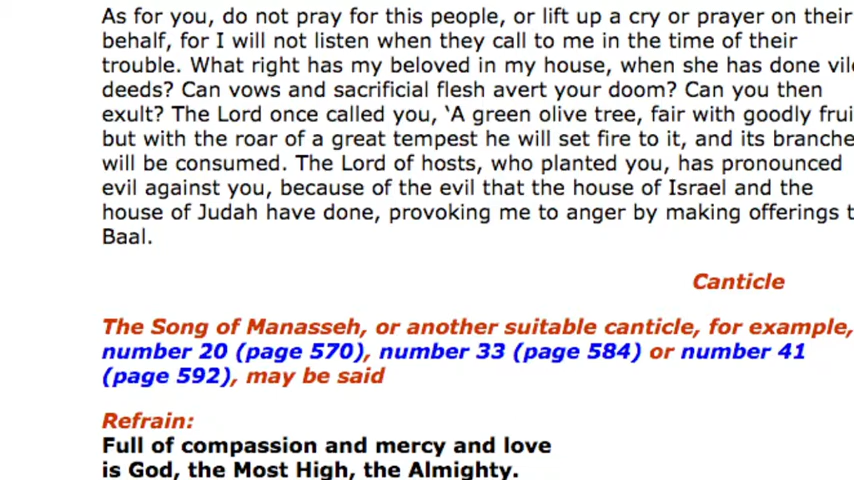 As for you, do not pray for this people, or lift up a cry or prayer on their
behalf, for I will not listen when they call to me in the time of their
trouble. What right has my beloved in my house, when she has done
deeds? Can vows and sacrificial flesh avert your doom? Can you then
exult? The Lord once called you, ‘A green olive tree, fair with goodly
but with the roar of a great tempest he will set fire to it, and its
will be consumed. The Lord of hosts, who planted you, has pronounced
evil against you, because of the evil that the house of Israel and the
house of Judah have done, provoking me to anger by making offerings
Baal.
Canticle
The Song of Manasseh, or another suitable canticle, for example,
number 20 (page 570), number 33 (page 584) or number 41
(page 592), may be said
Refrain:
Full of compassion and mercy and love
is God, the Most High, the Almighty.